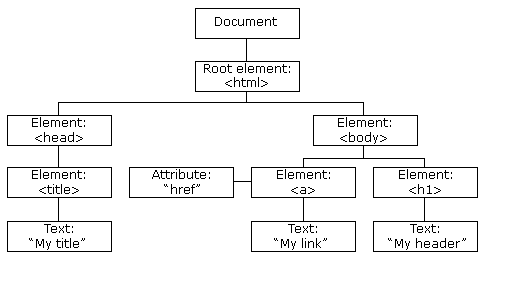 Document
Root element:
<html>
Element:
<head>
Element:
<body>
Element:
<title>
Attribute:
“href”
Element:
<a>
Element:
<h1>
Text:
“My title”
Text:
“My link”
Text:
“My header”